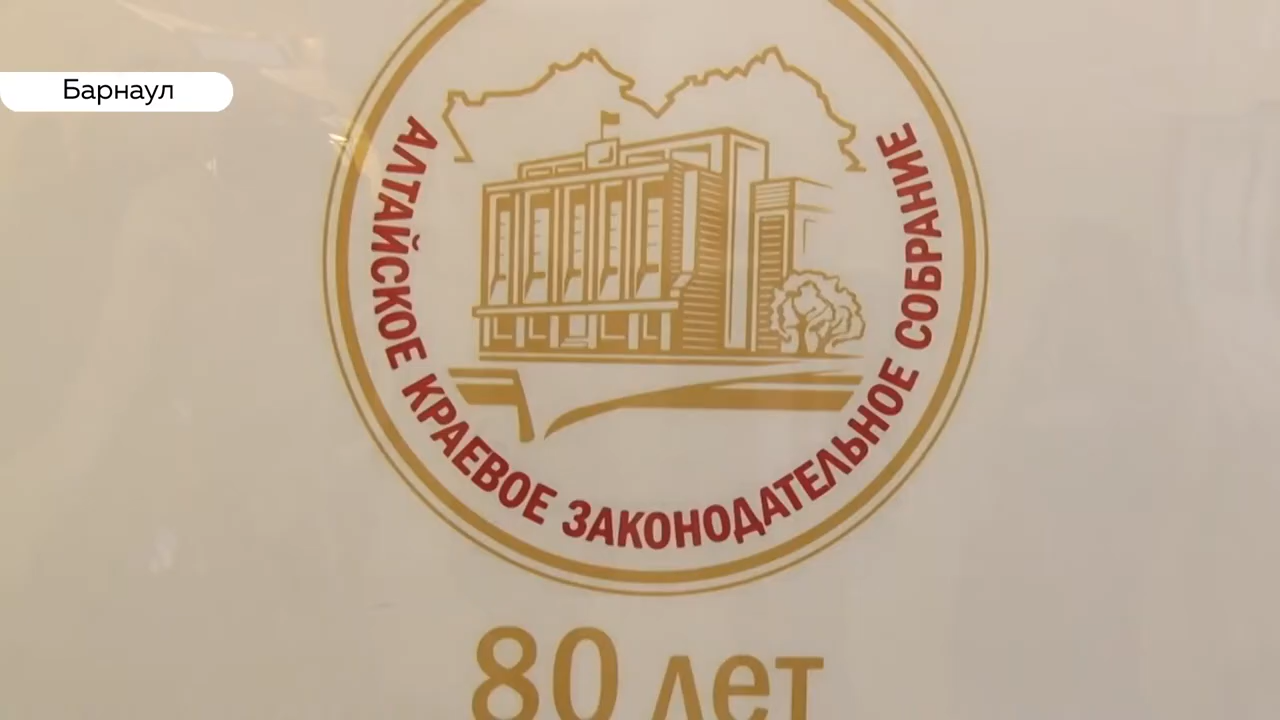 Барнаул
АЛТАЙСКОЕ КРАЕВОЕ ЗАКОНОДАТЕЛЬНОЕ СОБРАНИЕ
80 лет